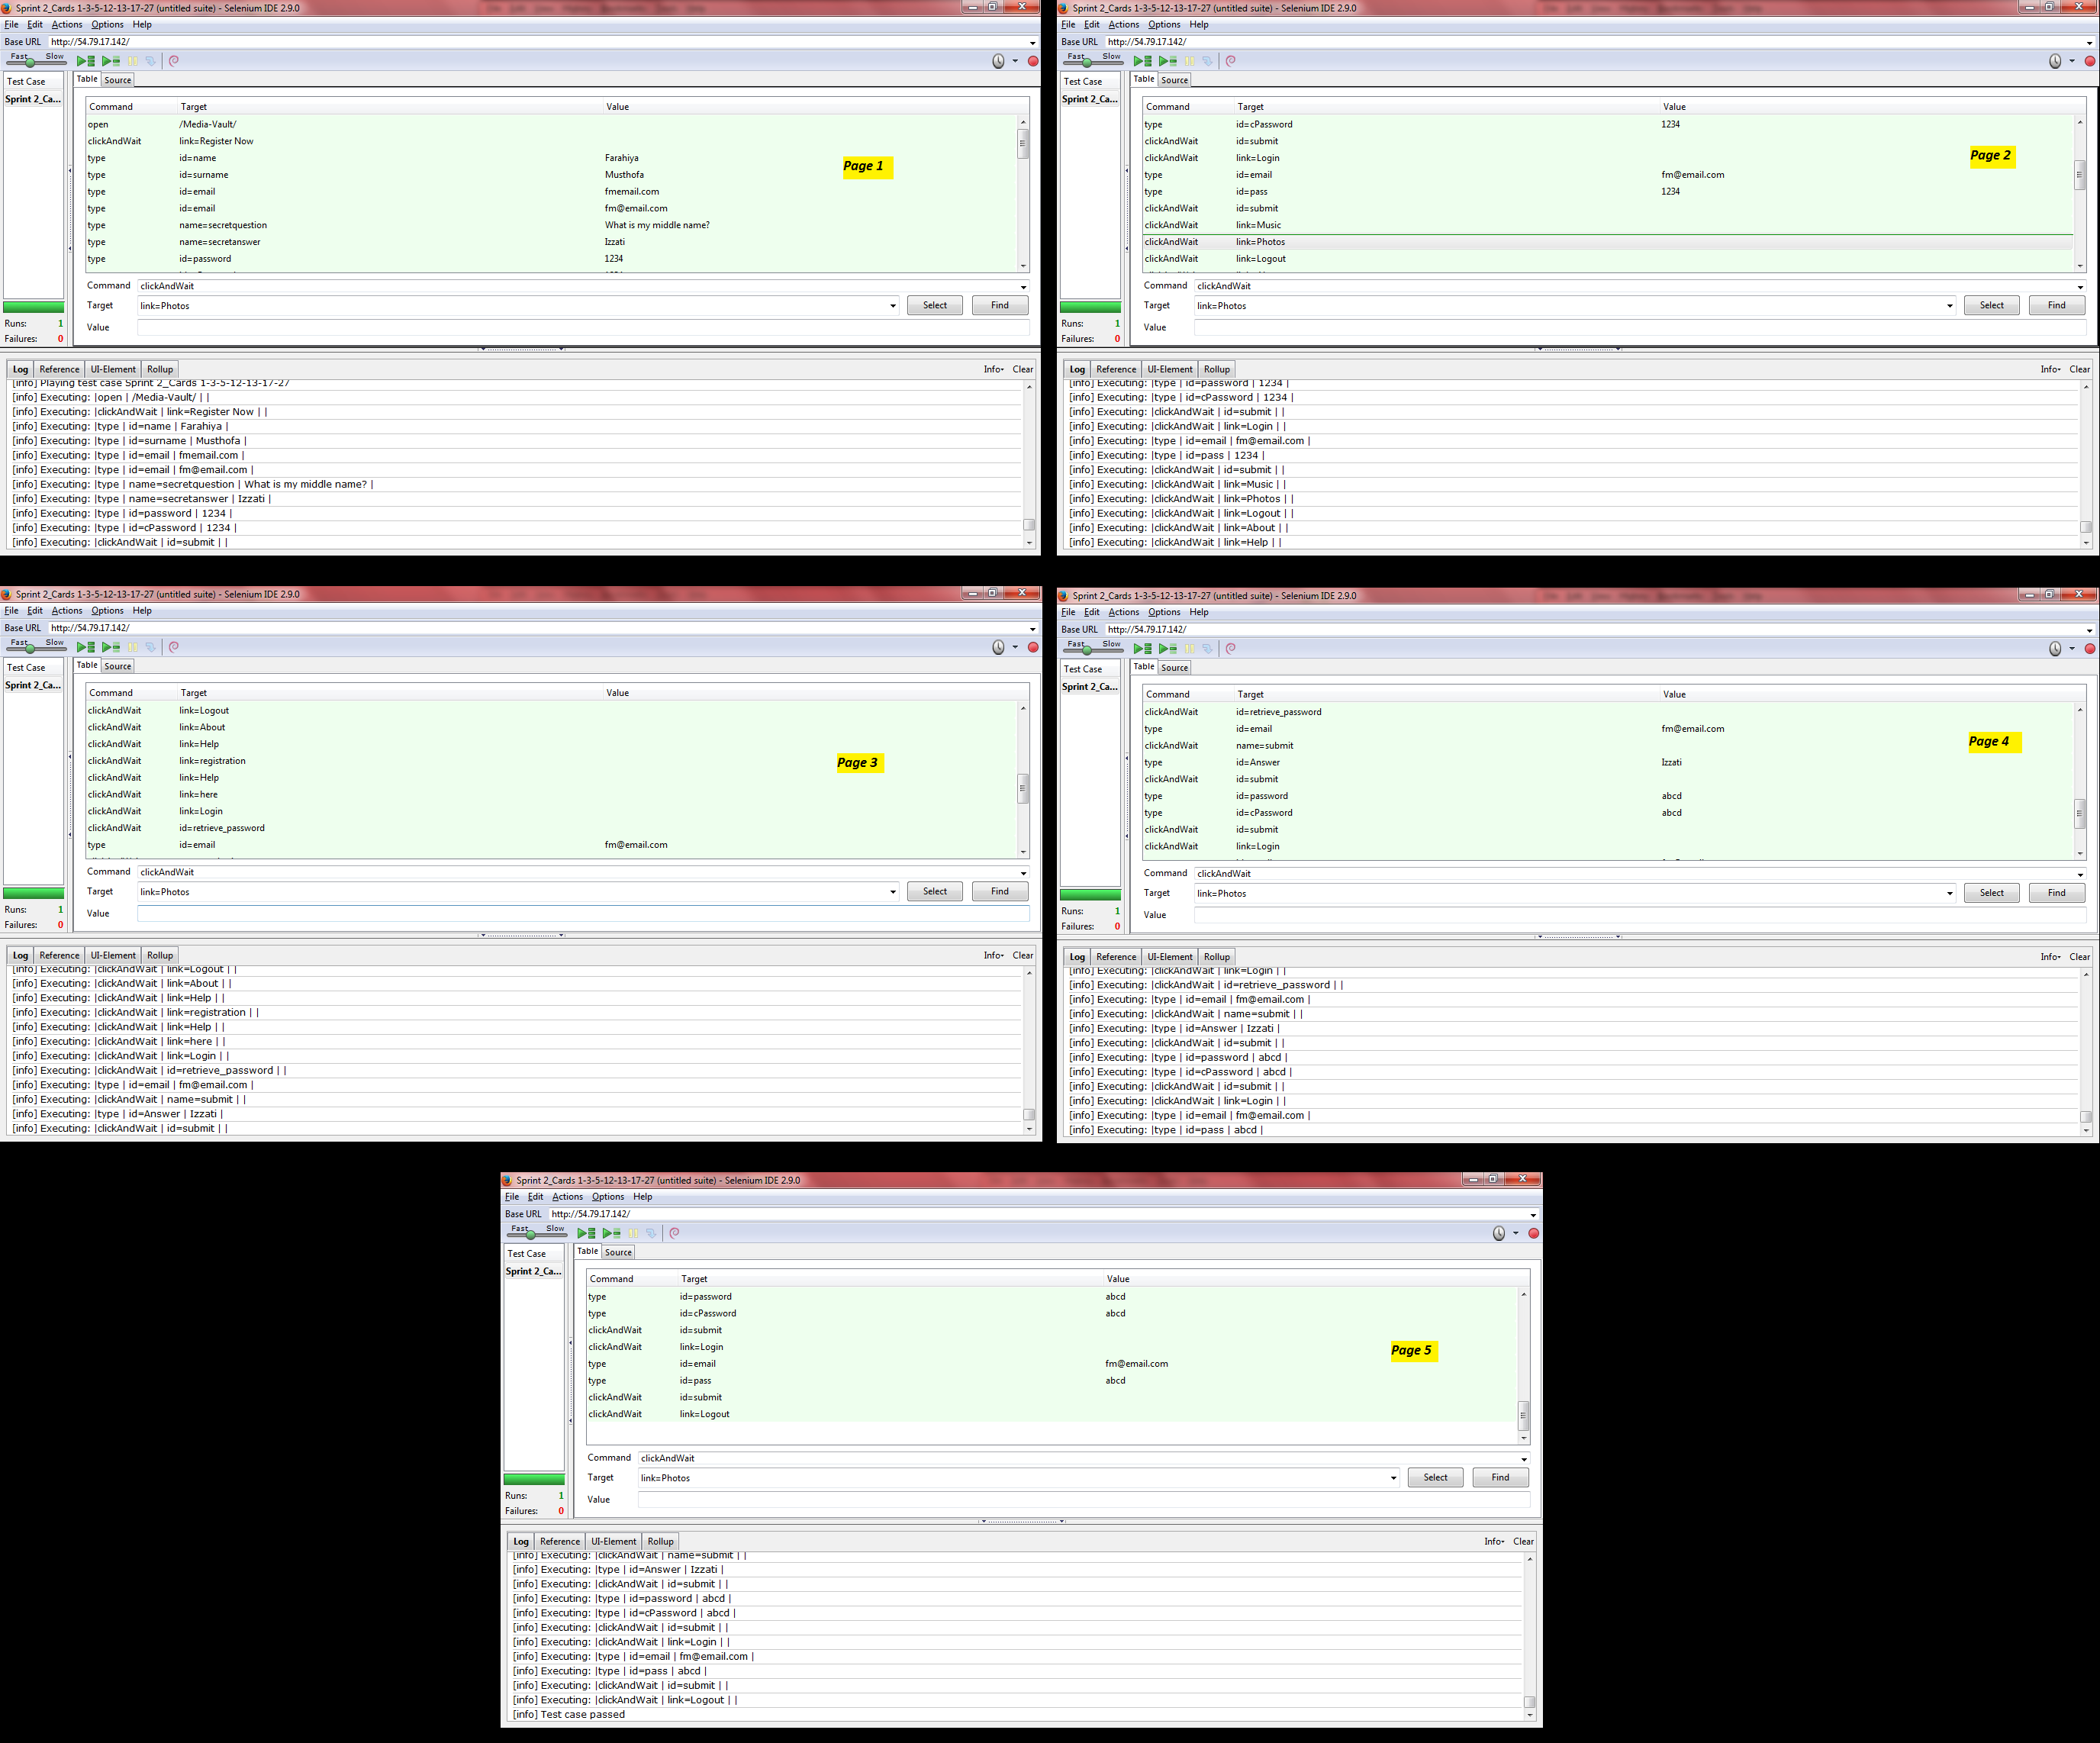 Sprint 2_Cards 1-3-5-12-13-17-27 (untitled suite) - Selenium IDE 2.9.0
File Edit Actions Options Help
Base URL http://54.79.17.142/
Fast Slow
Test Case Table Source
Sprint 2_Ca...
Command Target Value
open /Media-Vault/
clickAndWait link=Register Now
type id=name Farahiya
type id=surname Musthofa
type id=email fmemail.com
type id=email fm@email.com
type name=secretquestion What is my middle name?
type name=secretanswer Izzati
type id=password 1234
Page 1
Command clickAndWait
Target link=Photos Select Find
Value
Runs: 1
Failures: 0
Log Reference UI-Element Rollup Info Clear
[info] Playing test case Sprint 2_Cards 1-3-5-12-13-17-27
[info] Executing: |open | /Media-Vault/ | |
[info] Executing: |clickAndWait | link=Register Now | |
[info] Executing: |type | id=name | Farahiya |
[info] Executing: |type | id=surname | Musthofa |
[info] Executing: |type | id=email | fmemail.com |
[info] Executing: |type | id=email | fm@email.com |
[info] Executing: |type | name=secretquestion | What is my middle name? |
[info] Executing: |type | name=secretanswer | Izzati |
[info] Executing: |type | id=password | 1234 |
[info] Executing: |type | id=cPassword | 1234 |
[info] Executing: |clickAndWait | id=submit | |
Sprint 2_Cards 1-3-5-12-13-17-27 (untitled suite) - Selenium IDE 2.9.0
File Edit Actions Options Help
Base URL http://54.79.17.142/
Fast Slow
Test Case Table Source
Sprint 2_Ca...
Command Target Value
type id=cPassword 1234
clickAndWait id=submit
clickAndWait link=Login
type id=email fm@email.com
type id=pass 1234
clickAndWait id=submit
clickAndWait link=Music
clickAndWait link=Photos
clickAndWait link=Logout
Page 2
Command clickAndWait
Target link=Photos Select Find
Value
Runs: 1
Failures: 0
Log Reference UI-Element Rollup Info Clear
[info] Executing: |type | id=password | 1234 |
[info] Executing: |type | id=cPassword | 1234 |
[info] Executing: |clickAndWait | id=submit | |
[info] Executing: |clickAndWait | link=Login | |
[info] Executing: |type | id=email | fm@email.com |
[info] Executing: |type | id=pass | 1234 |
[info] Executing: |clickAndWait | id=submit | |
[info] Executing: |clickAndWait | link=Music | |
[info] Executing: |clickAndWait | link=Photos | |
[info] Executing: |clickAndWait | link=Logout | |
[info] Executing: |clickAndWait | link=About | |
[info] Executing: |clickAndWait | link=Help | |
Sprint 2_Cards 1-3-5-12-13-17-27 (untitled suite) - Selenium IDE 2.9.0
File Edit Actions Options Help
Base URL http://54.79.17.142/
Fast Slow
Test Case Table Source
Sprint 2_Ca...
Command Target Value
clickAndWait link=Logout
clickAndWait link=About
clickAndWait link=Help
clickAndWait link=registration
clickAndWait link=Help
clickAndWait link=here
clickAndWait link=Login
clickAndWait id=retrieve_password
type id=email fm@email.com
Page 3
Command clickAndWait
Target link=Photos Select Find
Value
Runs: 1
Failures: 0
Log Reference UI-Element Rollup Info Clear
[info] Executing: |clickAndWait | link=Logout | |
[info] Executing: |clickAndWait | link=About | |
[info] Executing: |clickAndWait | link=Help | |
[info] Executing: |clickAndWait | link=registration | |
[info] Executing: |clickAndWait | link=Help | |
[info] Executing: |clickAndWait | link=here | |
[info] Executing: |clickAndWait | link=Login | |
[info] Executing: |clickAndWait | id=retrieve_password | |
[info] Executing: |type | id=email | fm@email.com |
[info] Executing: |clickAndWait | name=submit | |
[info] Executing: |type | id=Answer | Izzati |
[info] Executing: |clickAndWait | id=submit | |
Sprint 2_Cards 1-3-5-12-13-17-27 (untitled suite) - Selenium IDE 2.9.0
File Edit Actions Options Help
Base URL http://54.79.17.142/
Fast Slow
Test Case Table Source
Sprint 2_Ca...
Command Target Value
clickAndWait id=retrieve_password
type id=email fm@email.com
clickAndWait name=submit
type id=Answer Izzati
clickAndWait id=submit
type id=password abcd
type id=cPassword abcd
clickAndWait id=submit
clickAndWait link=Login
Page 4
Command clickAndWait
Target link=Photos Select Find
Value
Runs: 1
Failures: 0
Log Reference UI-Element Rollup Info Clear
[info] Executing: |clickAndWait | link=Login | |
[info] Executing: |clickAndWait | id=retrieve_password | |
[info] Executing: |type | id=email | fm@email.com |
[info] Executing: |clickAndWait | name=submit | |
[info] Executing: |type | id=Answer | Izzati |
[info] Executing: |clickAndWait | id=submit | |
[info] Executing: |type | id=password | abcd |
[info] Executing: |type | id=cPassword | abcd |
[info] Executing: |clickAndWait | id=submit | |
[info] Executing: |clickAndWait | link=Login | |
[info] Executing: |type | id=email | fm@email.com |
[info] Executing: |type | id=pass | abcd |
Sprint 2_Cards 1-3-5-12-13-17-27 (untitled suite) - Selenium IDE 2.9.0
File Edit Actions Options Help
Base URL http://54.79.17.142/
Fast Slow
Test Case Table Source
Sprint 2_Ca...
Command Target Value
type id=password abcd
type id=cPassword abcd
clickAndWait id=submit
clickAndWait link=Login
type id=email fm@email.com
type id=pass abcd
clickAndWait id=submit
clickAndWait link=Logout
Page 5
Command clickAndWait
Target link=Photos Select Find
Value
Runs: 1
Failures: 0
Log Reference UI-Element Rollup Info Clear
[info] Executing: |clickAndWait | name=submit | |
[info] Executing: |type | id=Answer | Izzati |
[info] Executing: |clickAndWait | id=submit | |
[info] Executing: |type | id=password | abcd |
[info] Executing: |type | id=cPassword | abcd |
[info] Executing: |clickAndWait | id=submit | |
[info] Executing: |clickAndWait | link=Login | |
[info] Executing: |type | id=email | fm@email.com |
[info] Executing: |type | id=pass | abcd |
[info] Executing: |clickAndWait | id=submit | |
[info] Executing: |clickAndWait | link=Logout | |
[info] Test case passed